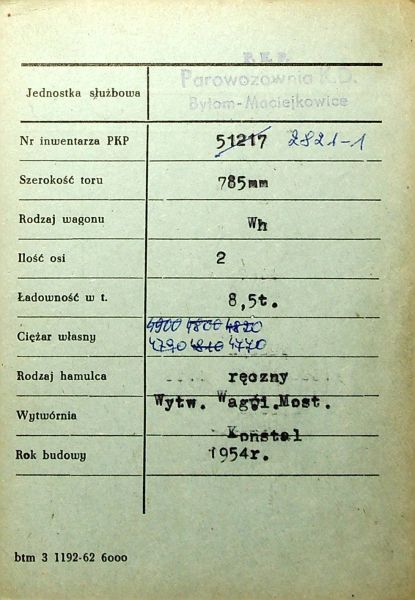 P. K. P.
Parowozownia K.D.
Bytom-Maciejkowice
Jednostka służbowa
Nr inwentarza PKP 51217 2821-1
Szerokość toru 785mm
Rodzaj wagonu Wh
Ilość osi 2
Ładowność w t. 8,5t.
4900 4800 4820
Ciężar własny
4790 4810 4770
Rodzaj hamulca ręczny
Wytw. Wag.i.Most.
Wytwórnia
Konstal
Rok budowy 1954r.
btm 3 1192-62 6000